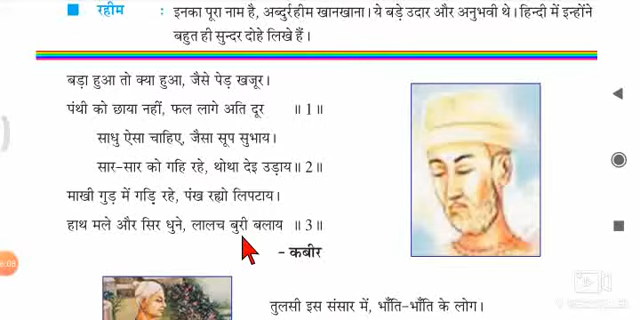 रहीम : इनका पूरा नाम है, अब्दुर्रहीम खानखाना। ये बड़े उदार और अनुभवी थे। हिन्दी में इन्होंने
बहुत ही सुन्दर दोहे लिखे हैं।
बड़ा हुआ तो क्या हुआ, जैसे पेड़ खजूर।
पंथी को छाया नहीं, फल लागे अति दूर ॥ 1॥
साधु ऐसा चाहिए, जैसा सूप सुभाय।
सार-सार को गहि रहे, थोथा देइ उड़ाय॥ 2॥
माखी गुड़ में गड़ि रहे, पंख रह्यो लिपटाय।
हाथ मले और सिर धुने, लालच बुरी बलाय ॥ 3॥
- कबीर
तुलसी इस संसार में, भाँति-भाँति के लोग।